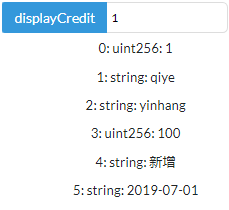 displayCredit 1
0: uint256: 1
1: string: qiye
2: string: yinhang
3: uint256: 100
4: string: 新增
5: string: 2019-07-01